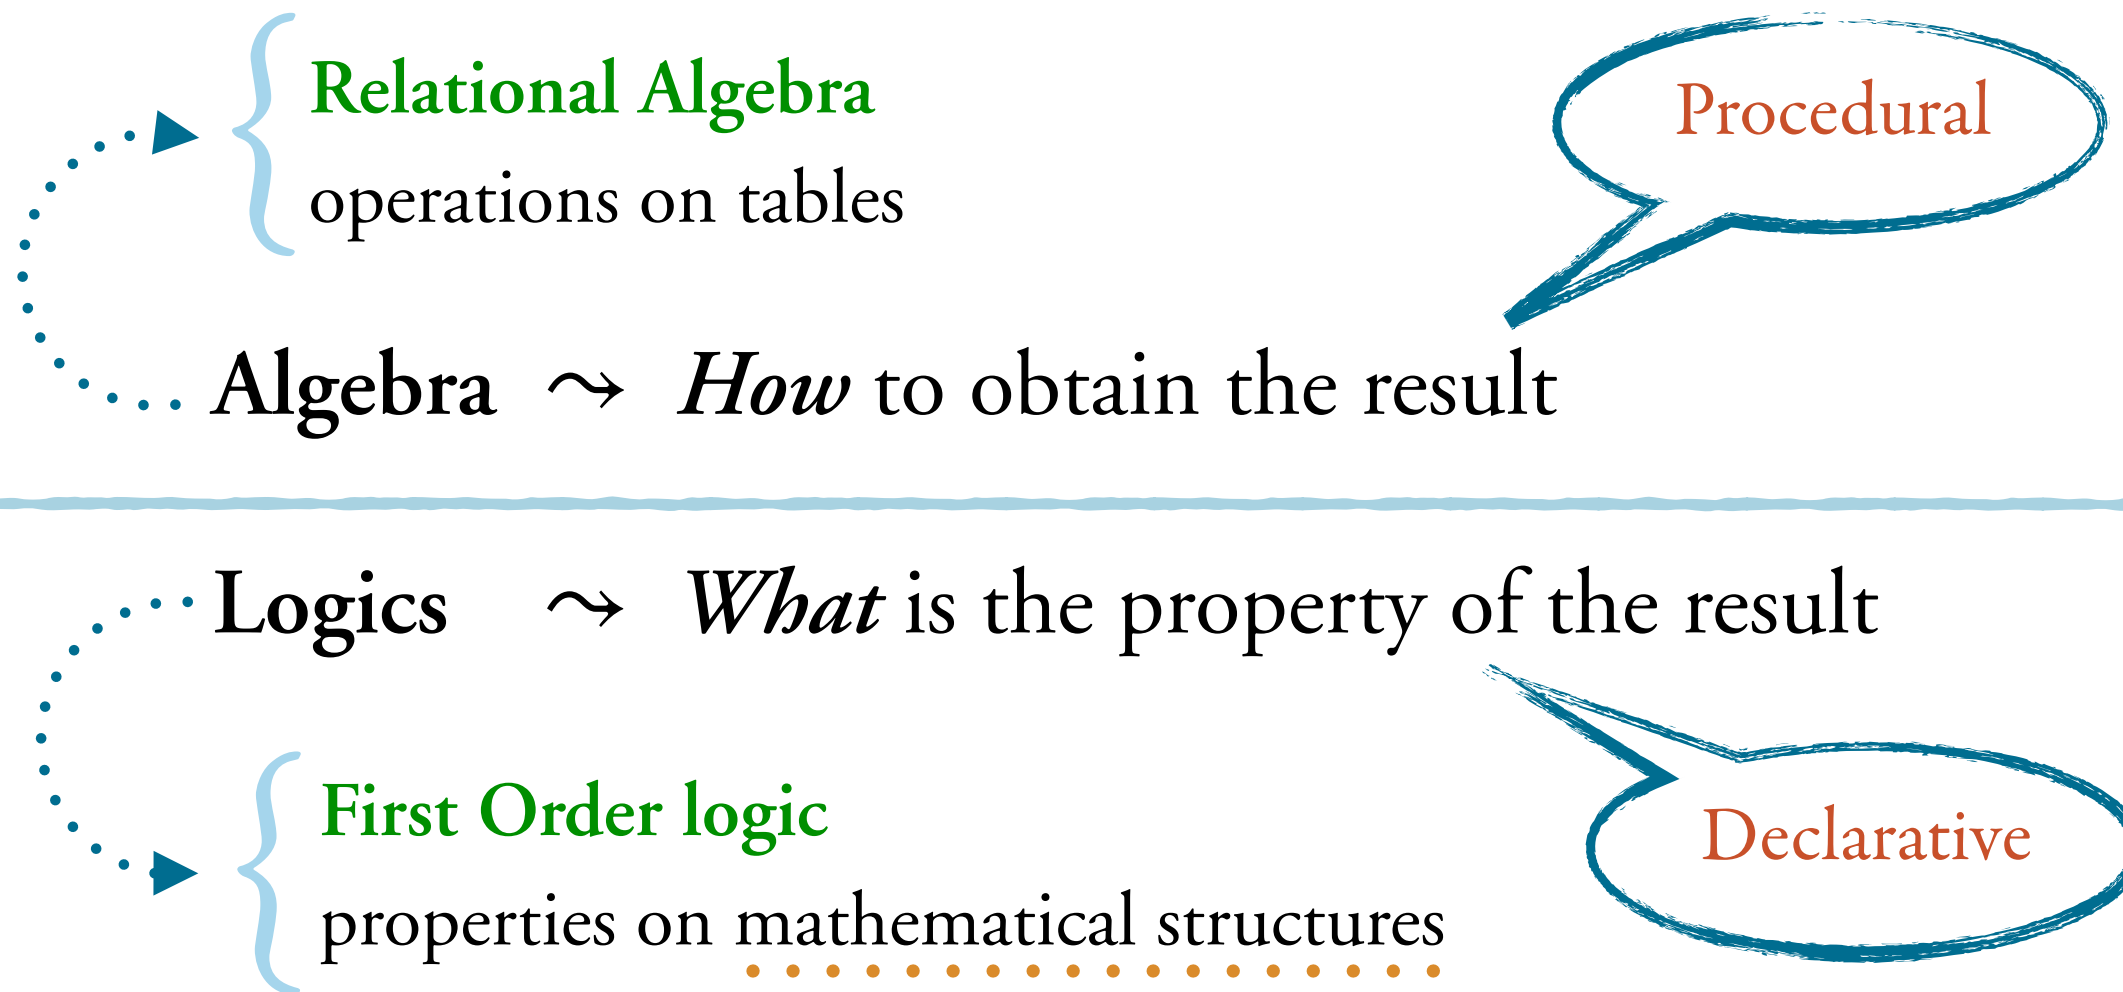 Relational Algebra
Procedural
operations on tables
Algebra ⤳ How to obtain the result
Logics ⤳ What is the property of the result
First Order logic
Declarative
properties on mathematical structures